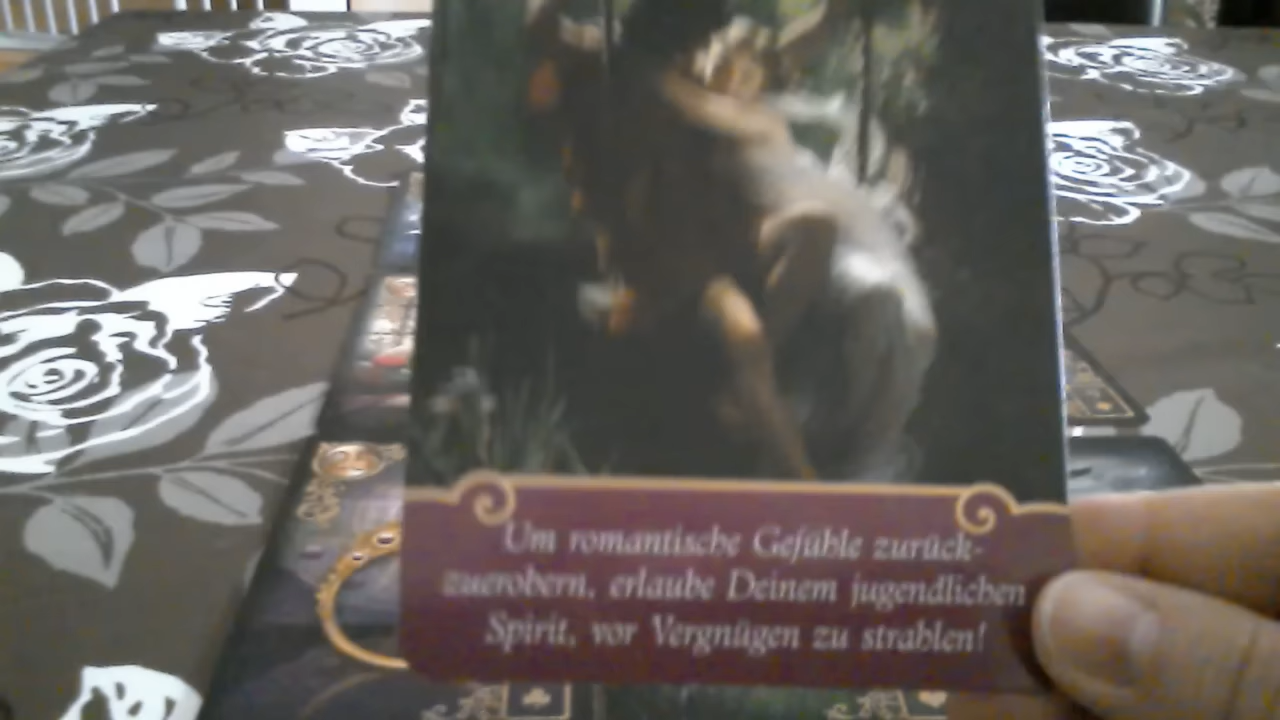 Um romantische Gefühle zurück-
zuerobern, erlaube Deinem jugendlichen
Spirit, vor Vergnügen zu strahlen!